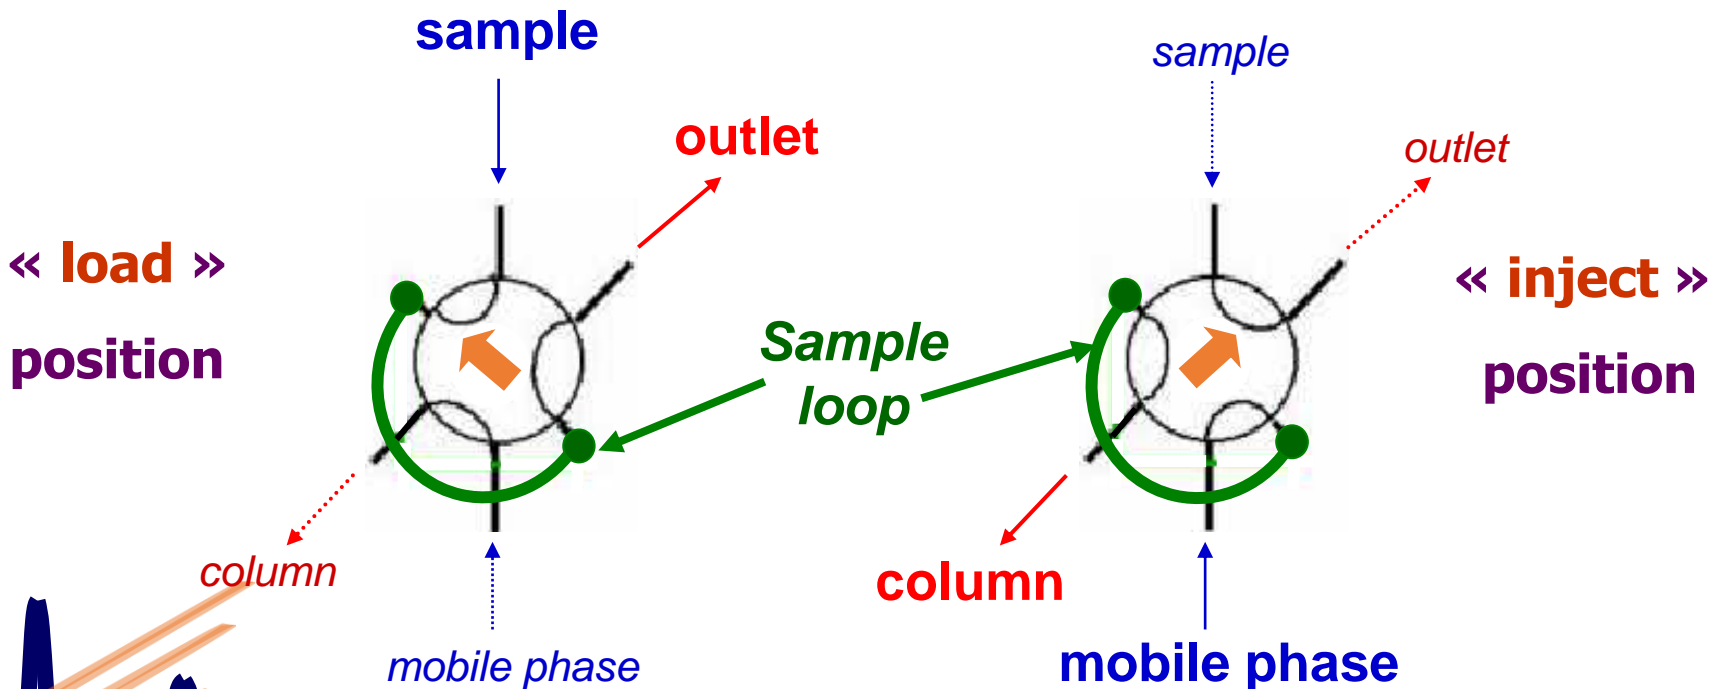 sample
outlet
« load »
position
column
mobile phase
Sample
loop
sample
outlet
« inject »
position
column
mobile phase